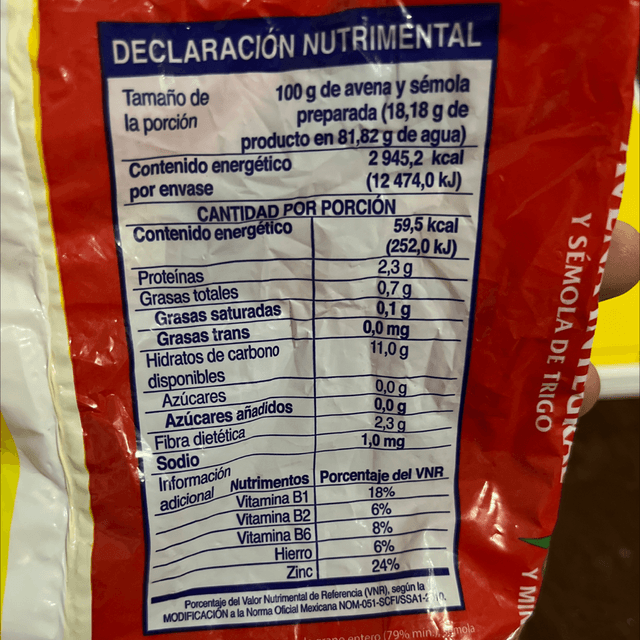 DECLARACIÓN NUTRIMENTAL
Tamaño de la porción 100 g de avena y sémola
preparada (18,18 g de
producto en 81,82 g de agua)
Contenido energético por envase 2 945,2 kcal
(12 474,0 kJ)
CANTIDAD POR PORCIÓN
Contenido energético 59,5 kcal
(252,0 kJ)
Proteínas 2,3 g
Grasas totales 0,7 g
Grasas saturadas 0,1 g
Grasas trans 0,0 mg
Hidratos de carbono disponibles 11,0 g
Azúcares 0,0 g
Azúcares añadidos 0,0 g
Fibra dietética 2,3 g
Sodio 1,0 mg
Información adicional
Nutrimentos Porcentaje del VNR
Vitamina B1 18%
Vitamina B2 6%
Vitamina B6 8%
Hierro 6%
Zinc 24%
Porcentaje del Valor Nutrimental de Referencia (VNR), según la
MODIFICACIÓN a la Norma Oficial Mexicana NOM-051-SCFI/SSA1-2010.
grano entero (79% min.), sémola
Y SÉMOLA DE TRIGO